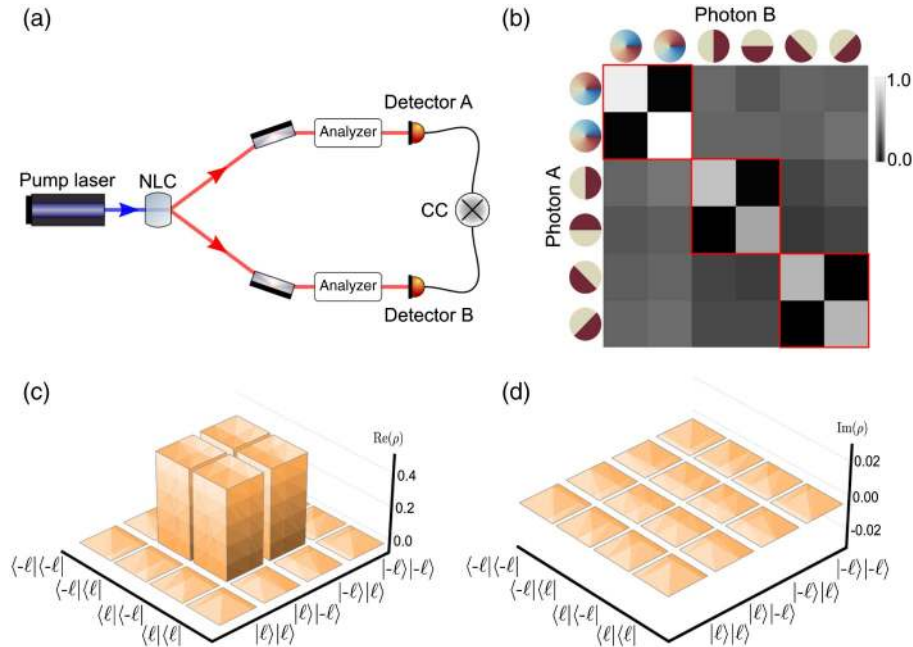 (a)
Pump laser
NLC
Analyzer
Detector A
CC
Analyzer
Detector B
(b)
Photon B
Photon A
1.0
0.0
(c)
Re(ρ)
0.4
0.2
0.0
⟨-ℓ|⟨-ℓ|
⟨-ℓ|⟨ℓ|
⟨ℓ|⟨-ℓ|
⟨ℓ|⟨ℓ|
|ℓ⟩|ℓ⟩
|ℓ⟩|-ℓ⟩
|-ℓ⟩|ℓ⟩
|-ℓ⟩|-ℓ⟩
(d)
Im(ρ)
0.02
0.00
-0.02
⟨-ℓ|⟨-ℓ|
⟨-ℓ|⟨ℓ|
⟨ℓ|⟨-ℓ|
⟨ℓ|⟨ℓ|
|ℓ⟩|ℓ⟩
|ℓ⟩|-ℓ⟩
|-ℓ⟩|ℓ⟩
|-ℓ⟩|-ℓ⟩